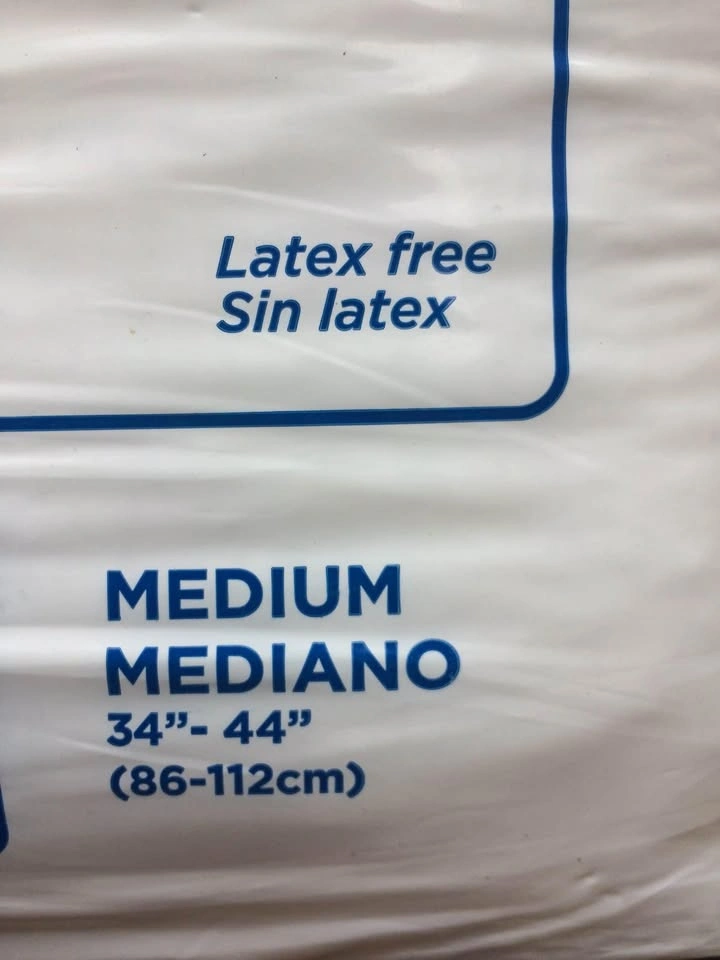 Latex free
Sin latex
MEDIUM
MEDIANO
34”- 44”
(86-112cm)